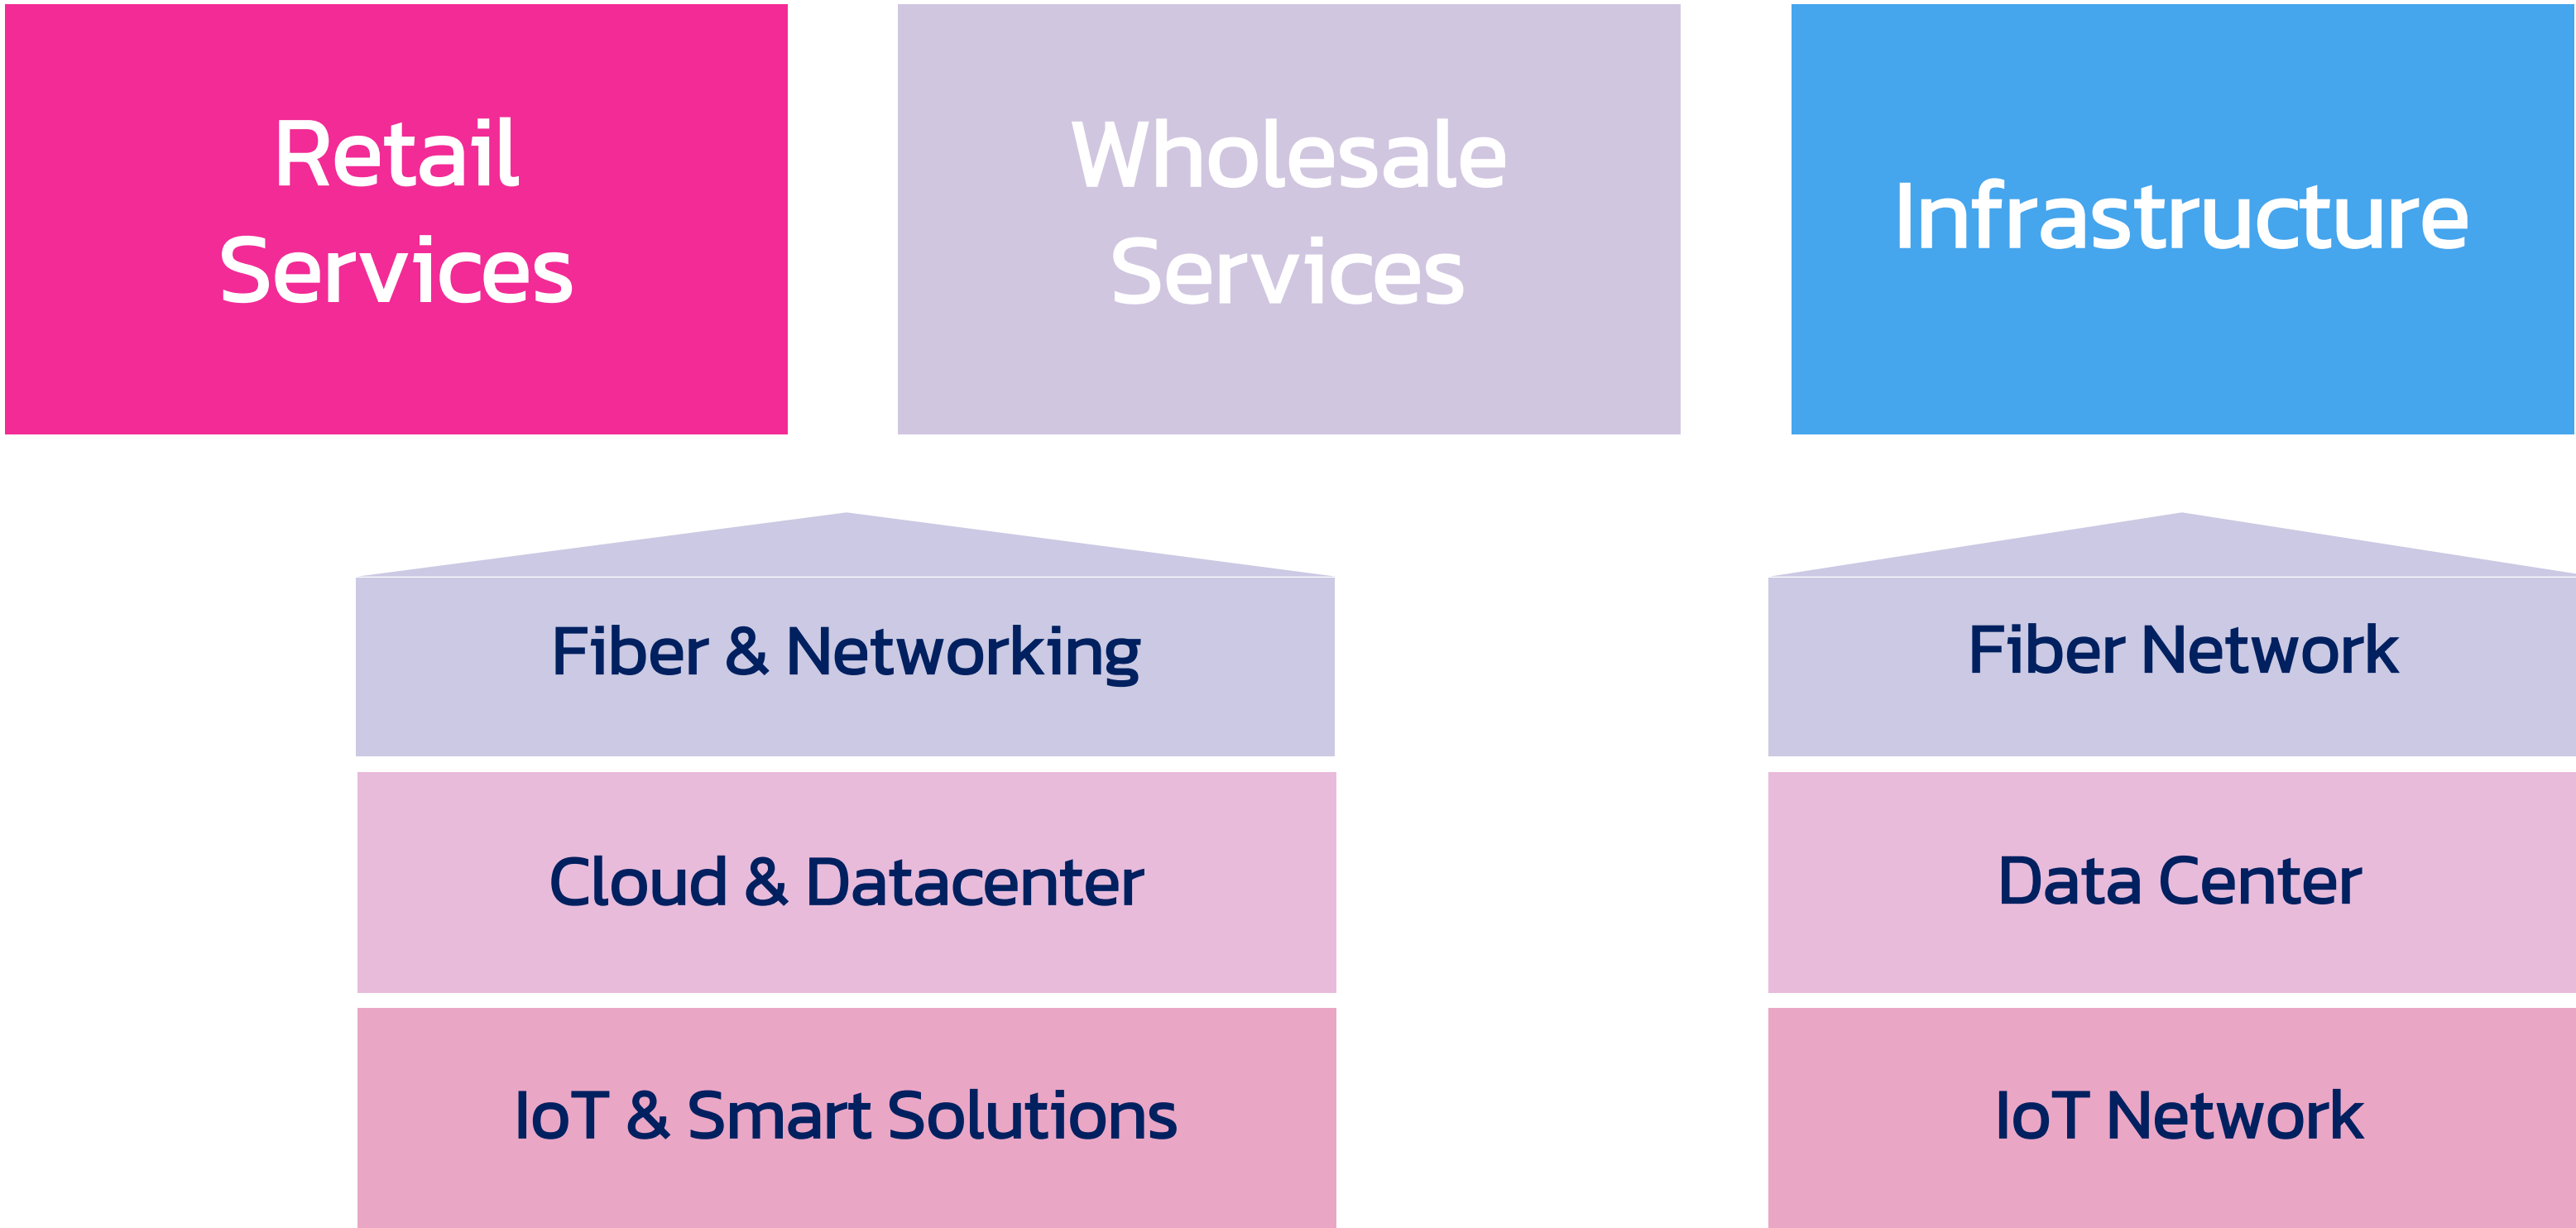 Retail
Services
Wholesale
Services
Infrastructure
Fiber & Networking
Cloud & Datacenter
IoT & Smart Solutions
Fiber Network
Data Center
IoT Network